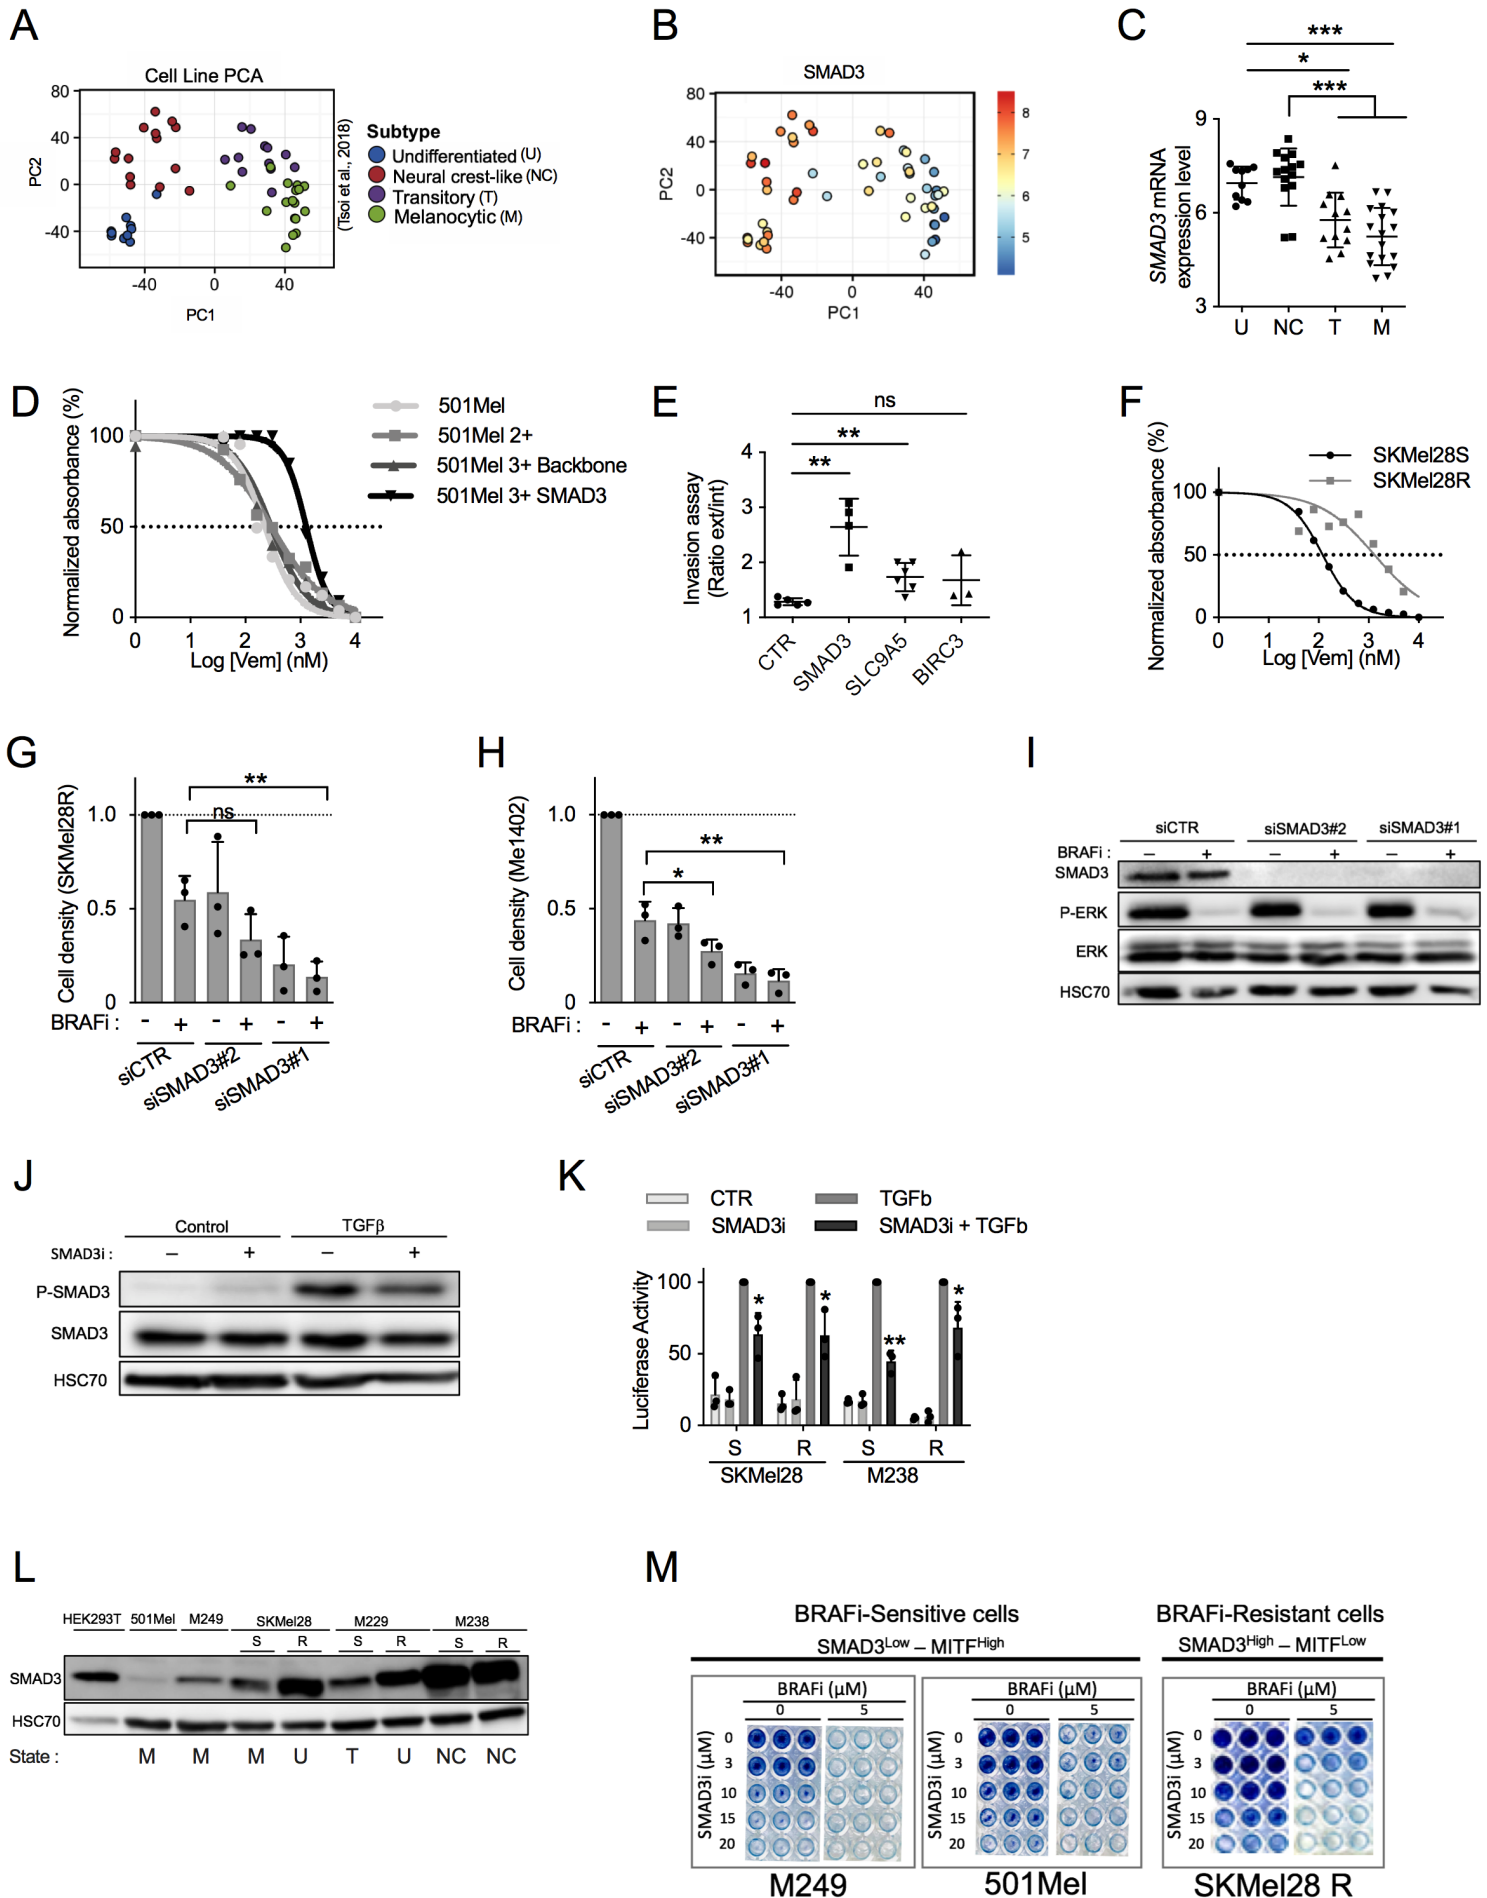 A
Cell Line PCA
80
40
0
-40
PC2
-40
0
40
PC1
Subtype
Undifferentiated (U)
Neural crest-like (NC)
Transitory (T)
Melanocytic (M)
(Tsoi et al., 2018)
B
SMAD3
80
40
0
-40
PC2
-40
0
40
PC1
8
7
6
5
C
***
*
***
9
6
3
SMAD3 mRNA
expression level
U
NC
T
M
D
Normalized absorbance (%)
100
50
0
0
1
2
3
4
Log [Vem] (nM)
501Mel
501Mel 2+
501Mel 3+ Backbone
501Mel 3+ SMAD3
E
ns
**
**
4
3
2
1
Invasion assay
(Ratio ext/int)
CTR
SMAD3
SLC9A5
BIRC3
F
Normalized absorbance (%)
SKMel28S
SKMel28R
100
50
0
0
1
2
3
4
Log [Vem] (nM)
G
Cell density (SKMel28R)
**
ns
1.0
0.5
0
BRAFi :
-
+
-
+
-
+
siCTR
siSMAD3#2
siSMAD3#1
H
Cell density (Me1402)
**
*
1.0
0.5
0
BRAFi :
-
+
-
+
-
+
siCTR
siSMAD3#2
siSMAD3#1
I
siCTR
siSMAD3#2
siSMAD3#1
BRAFi :
–
+
–
+
–
+
SMAD3
P-ERK
ERK
HSC70
J
Control
TGFβ
SMAD3i :
–
+
–
+
P-SMAD3
SMAD3
HSC70
K
CTR
TGFb
SMAD3i
SMAD3i + TGFb
Luciferase Activity
100
50
0
*
*
**
*
S
R
S
R
SKMel28
M238
L
HEK293T
501Mel
M249
SKMel28
M229
M238
S
R
S
R
S
R
SMAD3
HSC70
State :
M
M
M
U
T
U
NC
NC
M
BRAFi-Sensitive cells
SMAD3Low – MITFHigh
BRAFi-Resistant cells
SMAD3High – MITFLow
BRAFi (µM)
0
5
SMAD3i (µM)
0
3
10
15
20
M249
BRAFi (µM)
0
5
SMAD3i (µM)
0
3
10
15
20
501Mel
BRAFi (µM)
0
5
SMAD3i (µM)
0
3
10
15
20
SKMel28 R